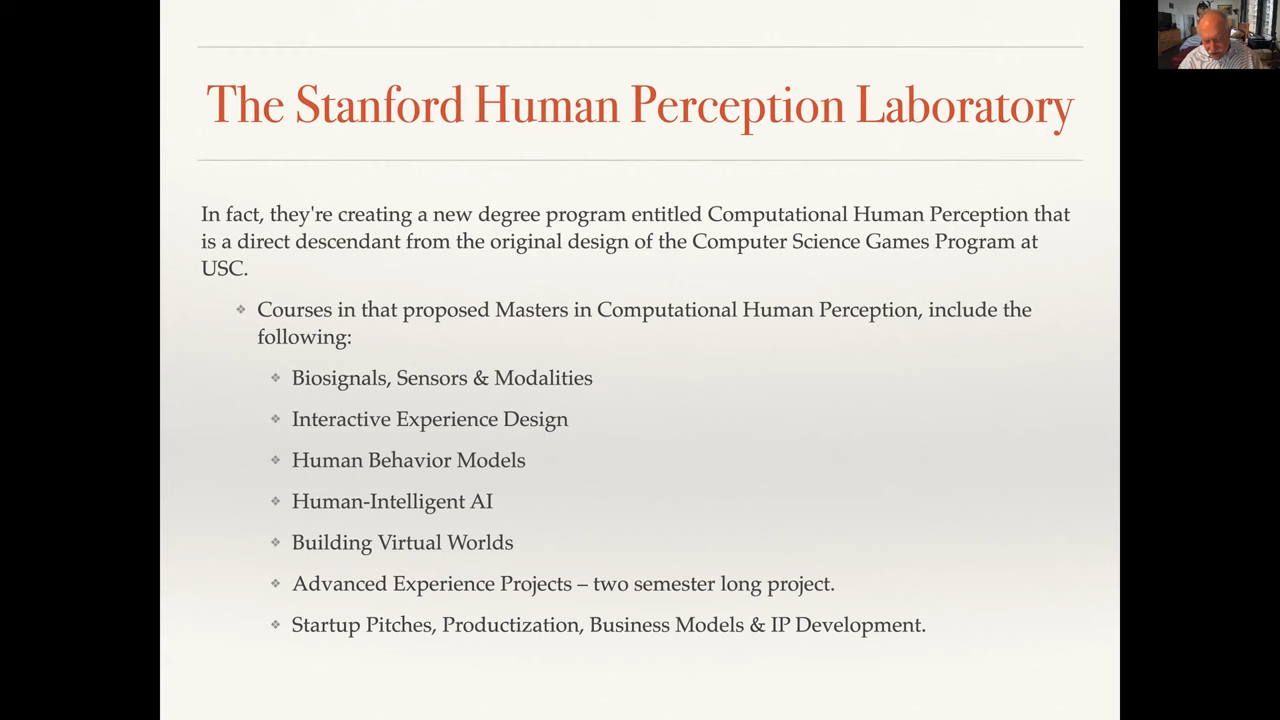 The Stanford Human Perception Laboratory
In fact, they're creating a new degree program entitled Computational Human Perception that
is a direct descendant from the original design of the Computer Science Games Program at
USC.
❖ Courses in that proposed Masters in Computational Human Perception, include the
following:
❖ Biosignals, Sensors & Modalities
❖ Interactive Experience Design
❖ Human Behavior Models
❖ Human-Intelligent AI
❖ Building Virtual Worlds
❖ Advanced Experience Projects – two semester long project.
❖ Startup Pitches, Productization, Business Models & IP Development.